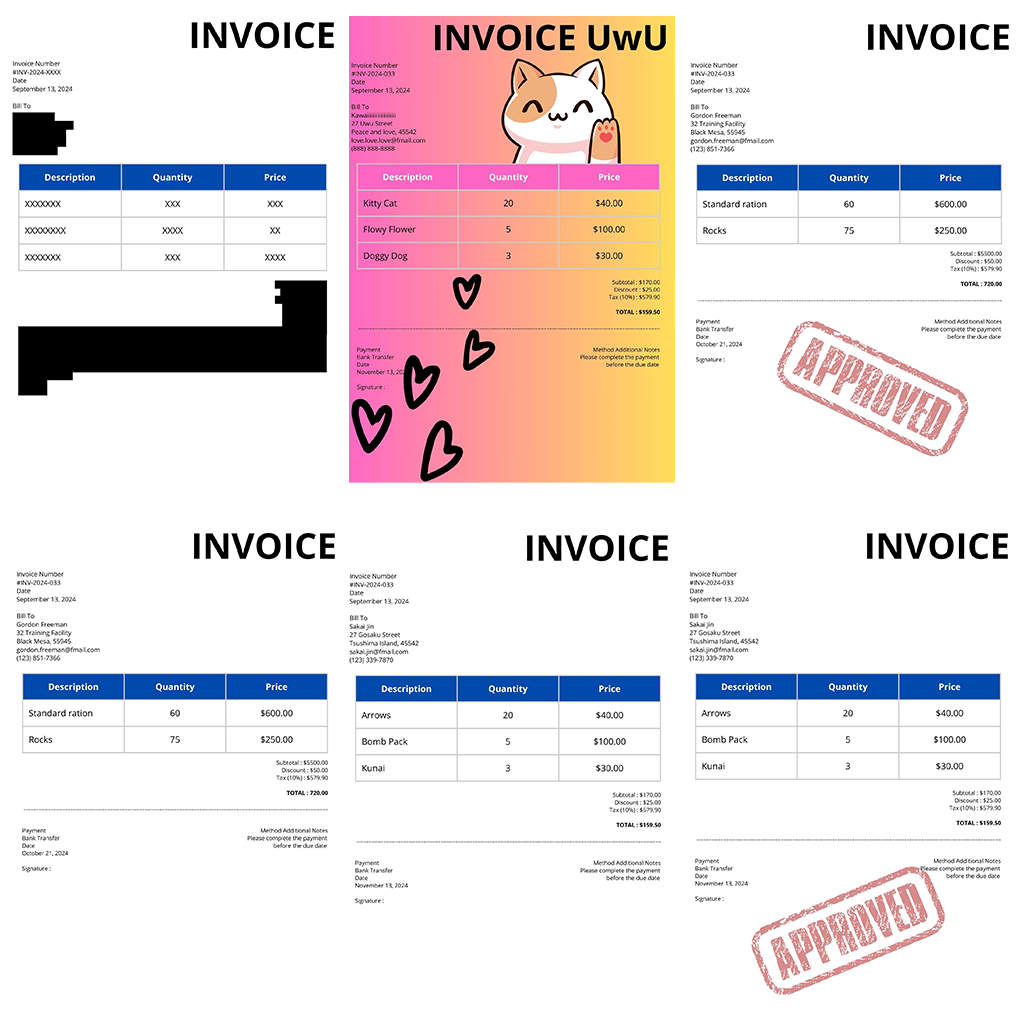 INVOICE
Invoice Number
#INV-2024-XXXX
Date
September 13, 2024
Bill To
Description Quantity Price
XXXXXXX XXX XXX
XXXXXXXX XXXX XX
XXXXXXX XXX XXXX
INVOICE UwU
Invoice Number
#INV-2024-033
Date
September 13, 2024
Bill To
27 Uwu Street
Peace and love, 45542
love.love.love@fmail.com
(888) 888-8888
Description Quantity Price
Kitty Cat 20 $40.00
Flowy Flower 5 $100.00
Doggy Dog 3 $30.00
Subtotal : $170.00
Discount : $25.00
Tax (10%) : $579.90
TOTAL : $159.50
Payment
Bank Transfer
Date
November 13, 202
Signature :
Method Additional Notes
Please complete the payment
before the due date
INVOICE
Invoice Number
#INV-2024-033
Date
September 13, 2024
Bill To
Gordon Freeman
32 Training Facility
Black Mesa, 55945
gordon.freeman@fmail.com
(123) 851-7366
Description Quantity Price
Standard ration 60 $600.00
Rocks 75 $250.00
Subtotal : $5500.00
Discount : $50.00
Tax (10%) : $579.90
TOTAL : 720.00
Payment
Bank Transfer
Date
October 21, 2024
Signature :
Method Additional Notes
Please complete the payment
before the due date
APPROVED
INVOICE
Invoice Number
#INV-2024-033
Date
September 13, 2024
Bill To
Gordon Freeman
32 Training Facility
Black Mesa, 55945
gordon.freeman@fmail.com
(123) 851-7366
Description Quantity Price
Standard ration 60 $600.00
Rocks 75 $250.00
Subtotal : $5500.00
Discount : $50.00
Tax (10%) : $579.90
TOTAL : 720.00
Payment
Bank Transfer
Date
October 21, 2024
Signature :
Method Additional Notes
Please complete the payment
before the due date
INVOICE
Invoice Number
#INV-2024-033
Date
September 13, 2024
Bill To
Sakai Jin
27 Gosaku Street
Tsushima Island, 45542
sakai.jin@fmail.com
(123) 339-7870
Description Quantity Price
Arrows 20 $40.00
Bomb Pack 5 $100.00
Kunai 3 $30.00
Subtotal : $170.00
Discount : $25.00
Tax (10%) : $579.90
TOTAL : $159.50
Payment
Bank Transfer
Date
November 13, 2024
Signature :
Method Additional Notes
Please complete the payment
before the due date
INVOICE
Invoice Number
#INV-2024-033
Date
September 13, 2024
Bill To
Sakai Jin
27 Gosaku Street
Tsushima Island, 45542
sakai.jin@fmail.com
(123) 339-7870
Description Quantity Price
Arrows 20 $40.00
Bomb Pack 5 $100.00
Kunai 3 $30.00
Subtotal : $170.00
Discount : $25.00
Tax (10%) : $579.90
TOTAL : $159.50
Payment
Bank Transfer
Date
November 13, 2024
Signature :
Method Additional Notes
Please complete the payment
before the due date
APPROVED